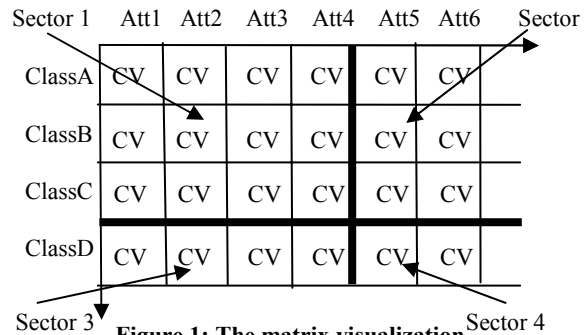 Sector 1 Att1 Att2 Att3 Att4 Att5 Att6 Sector
ClassA CV CV CV CV CV CV
ClassB CV CV CV CV CV CV
ClassC CV CV CV CV CV CV
ClassD CV CV CV CV CV CV
Sector 3 Figure 1: The matrix visualization Sector 4